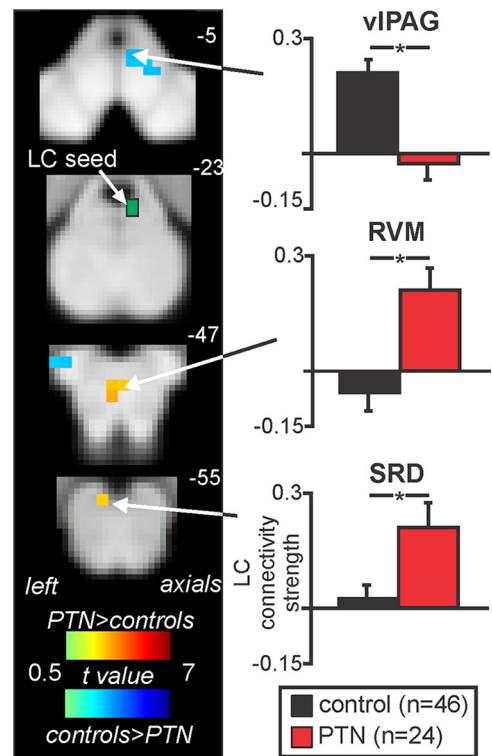 -5
LC seed
-23
-47
-55
left
axials
PTN>controls
0.5
t value
7
controls>PTN
vlPAG
0.3
*
-0.15
RVM
0.3
*
-0.15
SRD
0.3
*
LC
connectivity
strength
-0.15
control (n=46)
PTN (n=24)